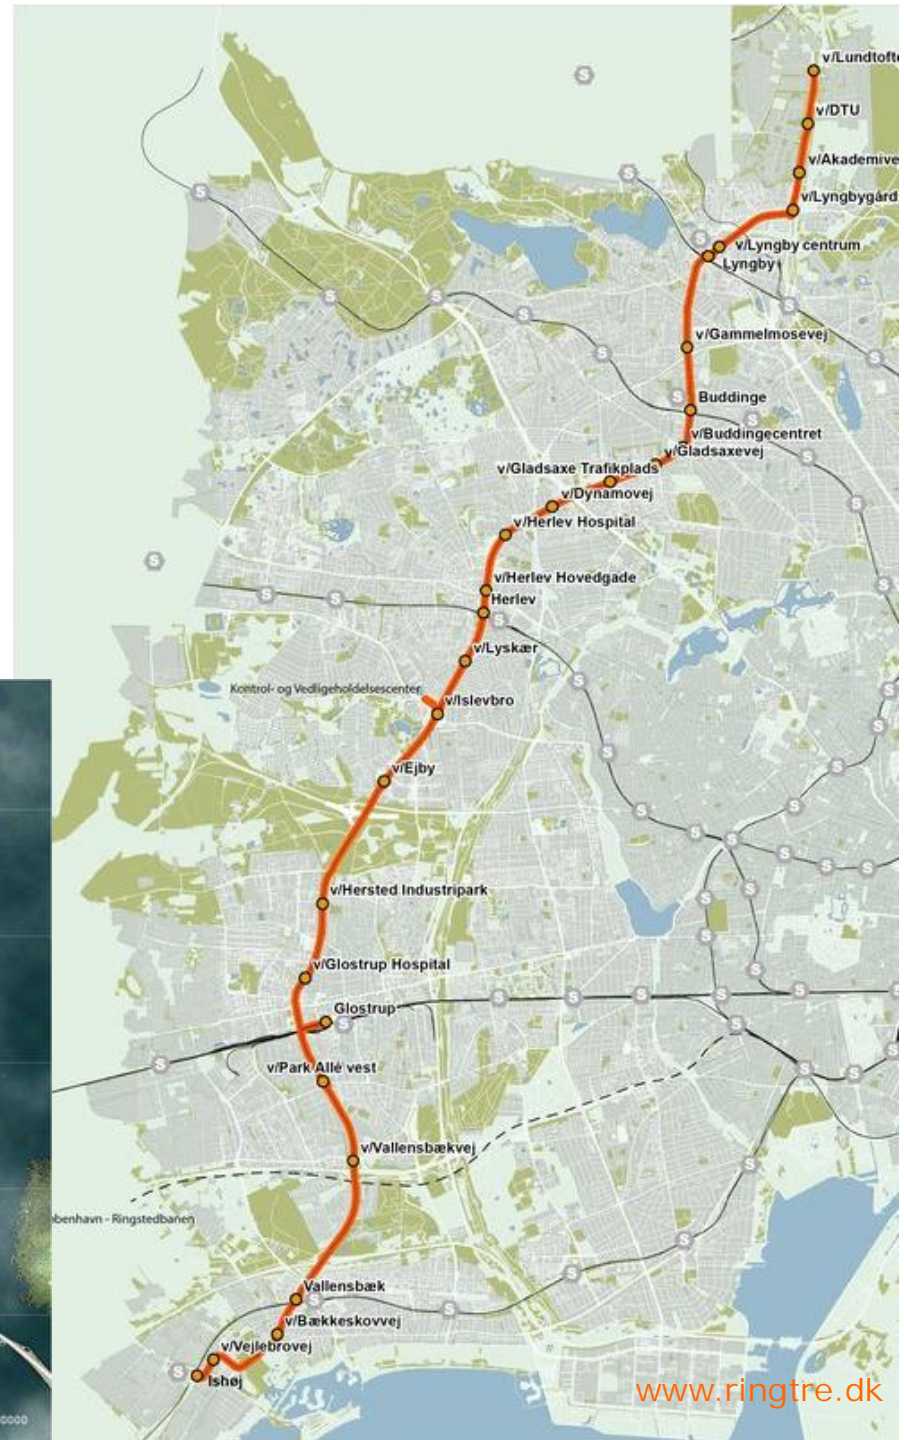 v/Lundtofte
v/DTU
v/Akademive
v/Lyngbygård
v/Lyngby centrum
Lyngby
v/Gammelmosevej
Buddinge
v/Buddingecentret
v/Gladsaxevej
v/Gladsaxe Trafikplads
v/Dynamovej
v/Herlev Hospital
v/Herlev Hovedgade
Herlev
v/Lyskær
Kontrol- og Vedligeholdelsescenter
v/Islevbro
v/Ejby
v/Hersted Industripark
v/Glostrup Hospital
Glostrup
v/Park Allé vest
v/Vallensbækvej
benhavn - Ringstedbanen
Vallensbæk
v/Bækkeskovvej
v/Vejlebrovej
Ishøj
www.ringtre.dk
0000